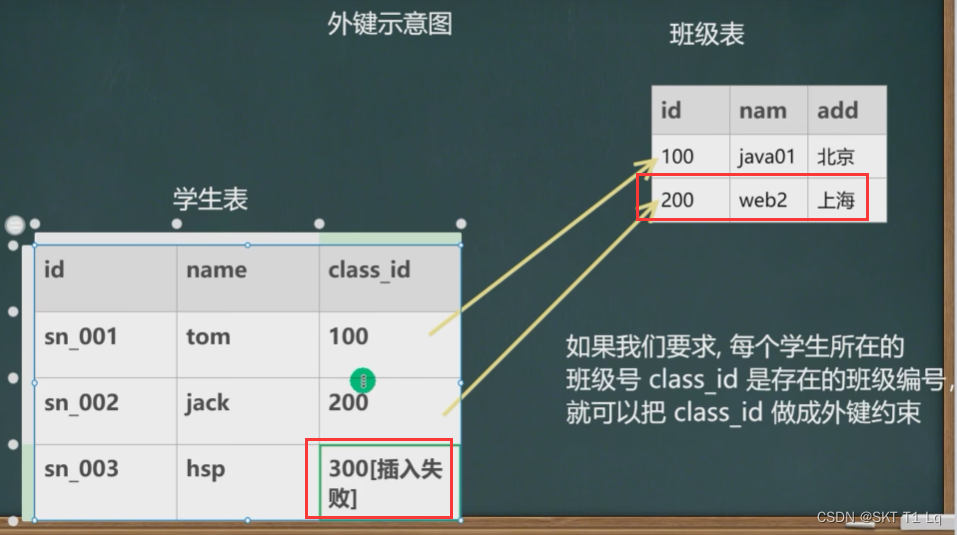 外键示意图
班级表
id nam add
100 java01 北京
200 web2 上海
学生表
id name class_id
sn_001 tom 100
sn_002 jack 200
sn_003 hsp 300[插入失
败]
如果我们要求, 每个学生所在的
班级号 class_id 是存在的班级编号,
就可以把 class_id 做成外键约束
CSDN @SKT T1 Lq